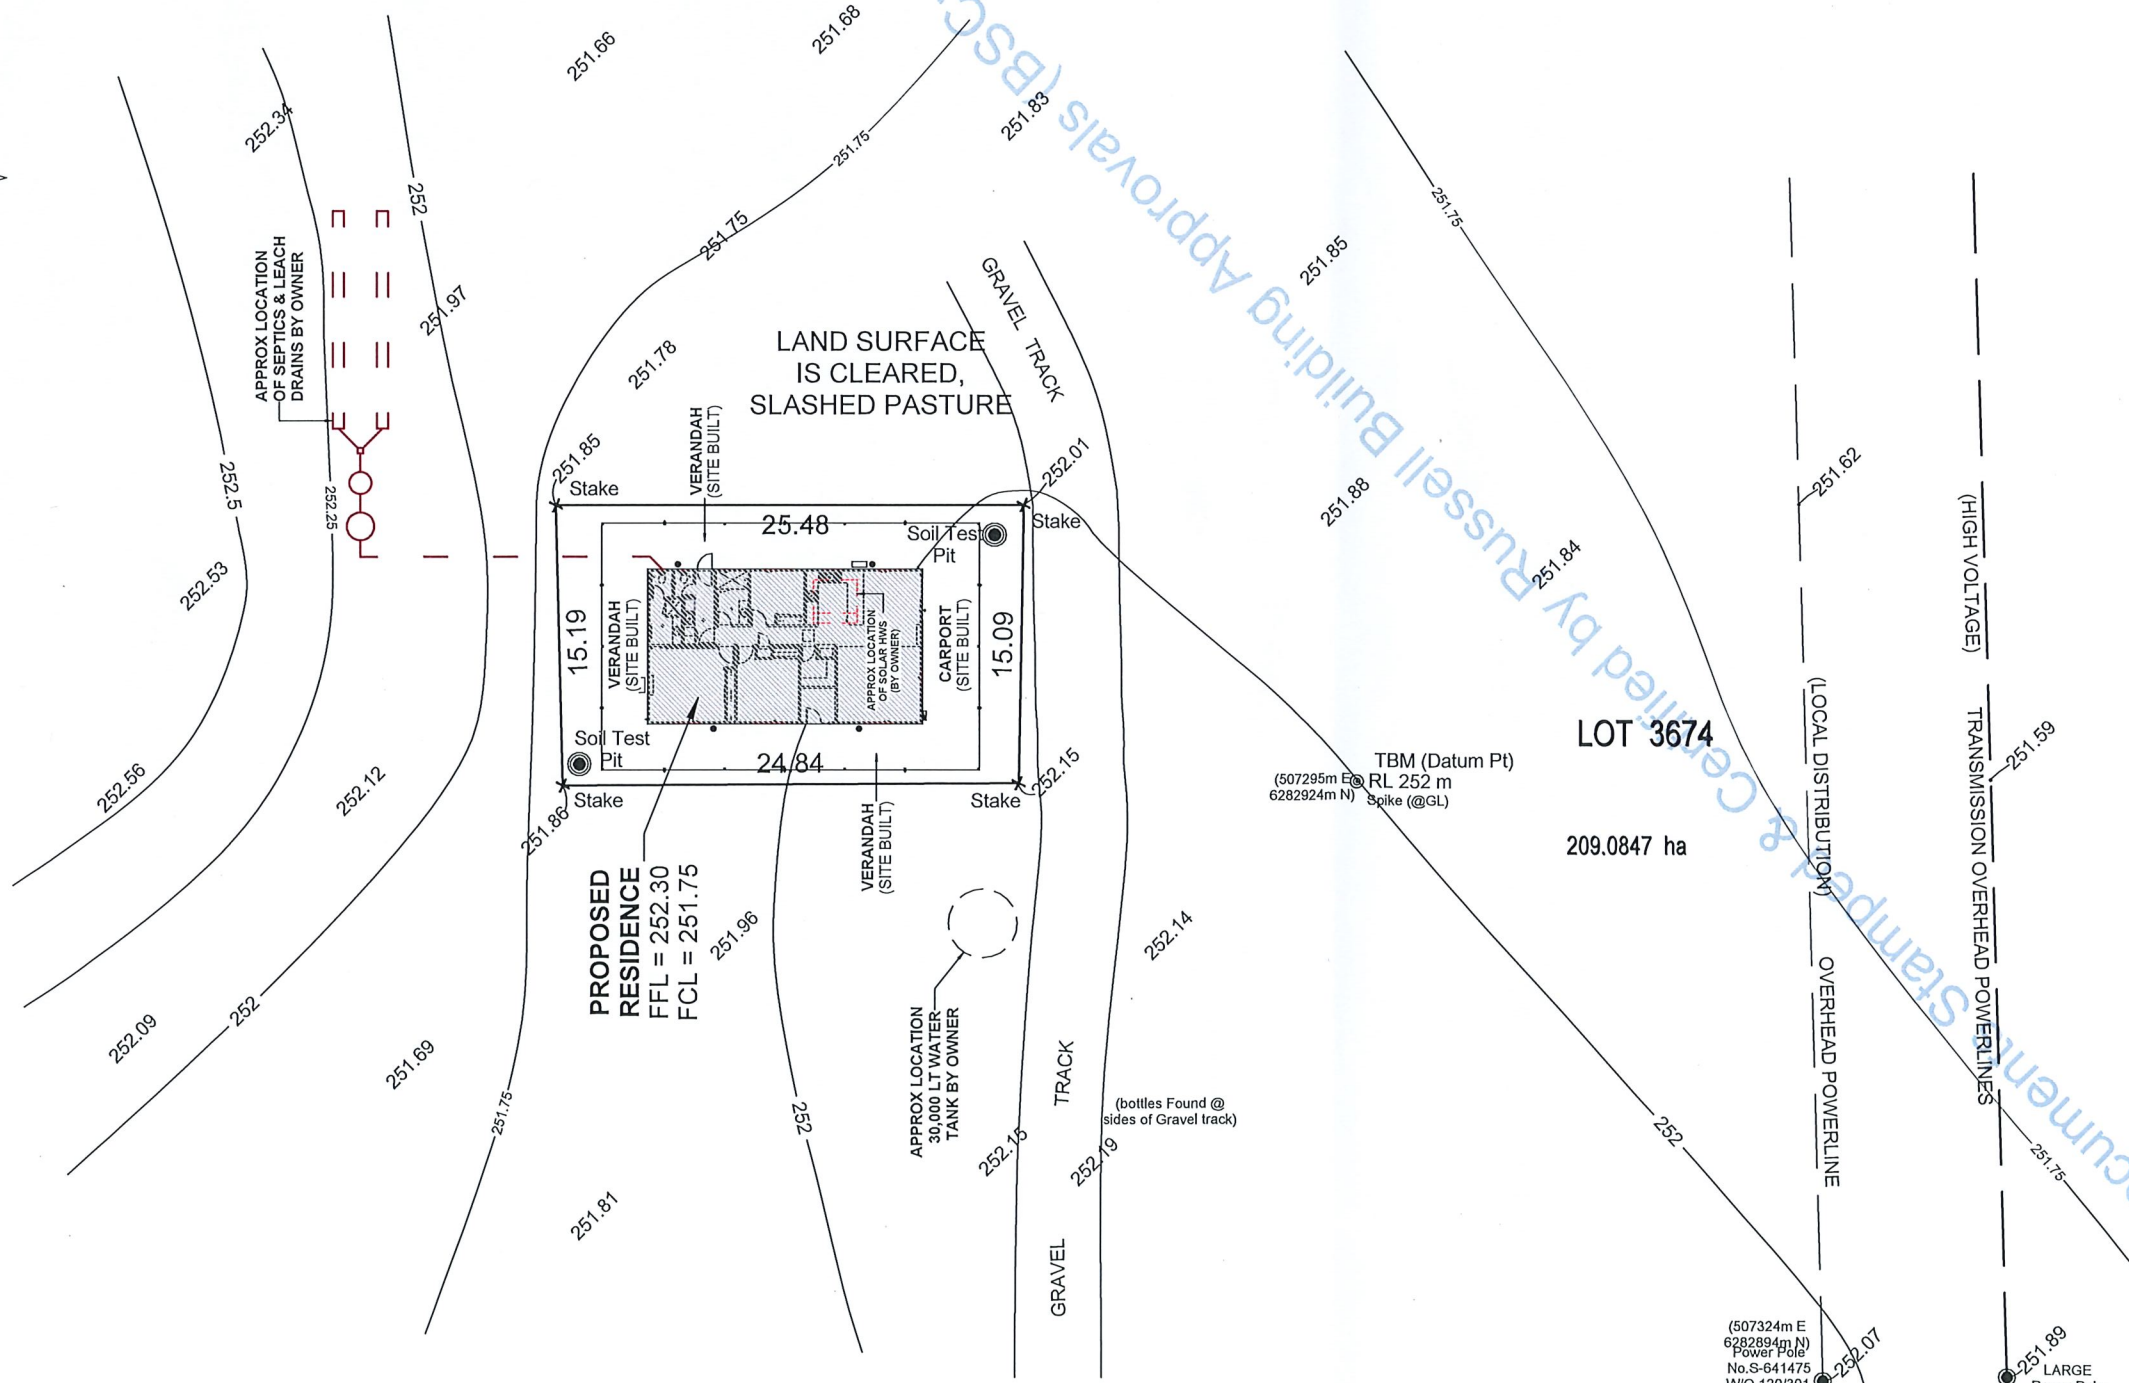 251.66
251.68
251.83
252.34
252
251.75
251.75
251.75
251.85
251.97
APPROX LOCATION
OF SEPTICS & LEACH
DRAINS BY OWNER
GRAVEL TRACK
LAND SURFACE
IS CLEARED,
SLASHED PASTURE
251.78
VERANDAH
(SITE BUILT)
251.85
Stake
252.01
Stake
251.88
251.62
252.5
252.25
25.48
Soil Test
Pit
251.84
252.53
15.19
VERANDAH
(SITE BUILT)
APPROX LOCATION
OF SOLAR HWS
(BY OWNER)
CARPORT
(SITE BUILT)
15.09
Soil Test
Pit
24.84
Stake
Stake
252.15
251.86
252.56
252.12
VERANDAH
(SITE BUILT)
PROPOSED
RESIDENCE
FFL = 252.30
FCL = 251.75
251.96
TBM (Datum Pt)
(507295m E
6282924m N)
RL 252 m
Spike (@GL)
LOT 3674
209.0847 ha
(LOCAL DISTRIBUTION) OVERHEAD POWERLINE
(HIGH VOLTAGE) TRANSMISSION OVERHEAD POWERLINES
251.59
252.14
252
252.09
251.69
251.75
252
APPROX LOCATION
30,000 LT WATER
TANK BY OWNER
GRAVEL TRACK
(bottles Found @
sides of Gravel track)
252.15
252.19
252
251.75
251.81
(507324m E
6282894m N)
Power Pole
No.S-641475
252.07
251.89
LARGE
Stamped & Certified by Russell Building Approvals (BSC